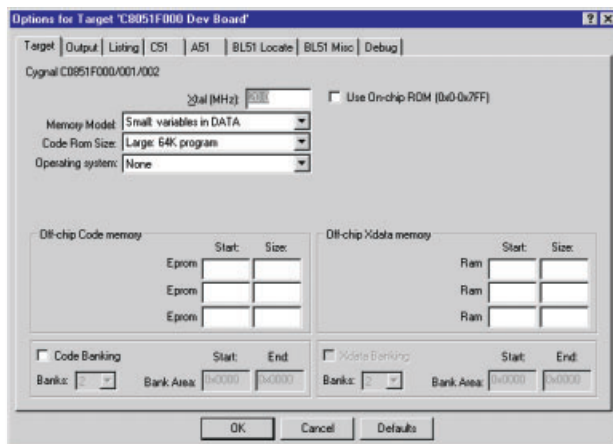 Options for Target 'C8051F000 Dev Board'
Target Output Listing C51 A51 BL51 Locate BL51 Misc Debug
Cygnal C0851F000/001/002
Xtal (MHz): 20.0 Use On-chip ROM (0x0-0x7FF)
Memory Model: Small: variables in DATA
Code Rom Size: Large: 64K program
Operating system: None
Off-chip Code memory Off-chip Xdata memory
Start: Size: Start: Size:
Eprom Ram
Eprom Ram
Eprom Ram
Code Banking Start: End: Xdata Banking Start: End:
Banks: 2 Bank Area: 0x0000 0x0000 Banks: 2 Bank Area: 0x0000 0x0000
OK Cancel Defaults